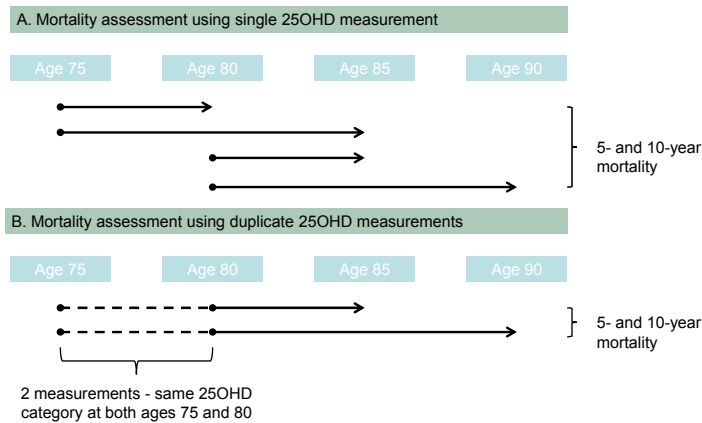 A. Mortality assessment using single 25OHD measurement
Age 75 Age 80 Age 85 Age 90
5- and 10-year
mortality
B. Mortality assessment using duplicate 25OHD measurements
Age 75 Age 80 Age 85 Age 90
5- and 10-year
mortality
2 measurements - same 25OHD
category at both ages 75 and 80